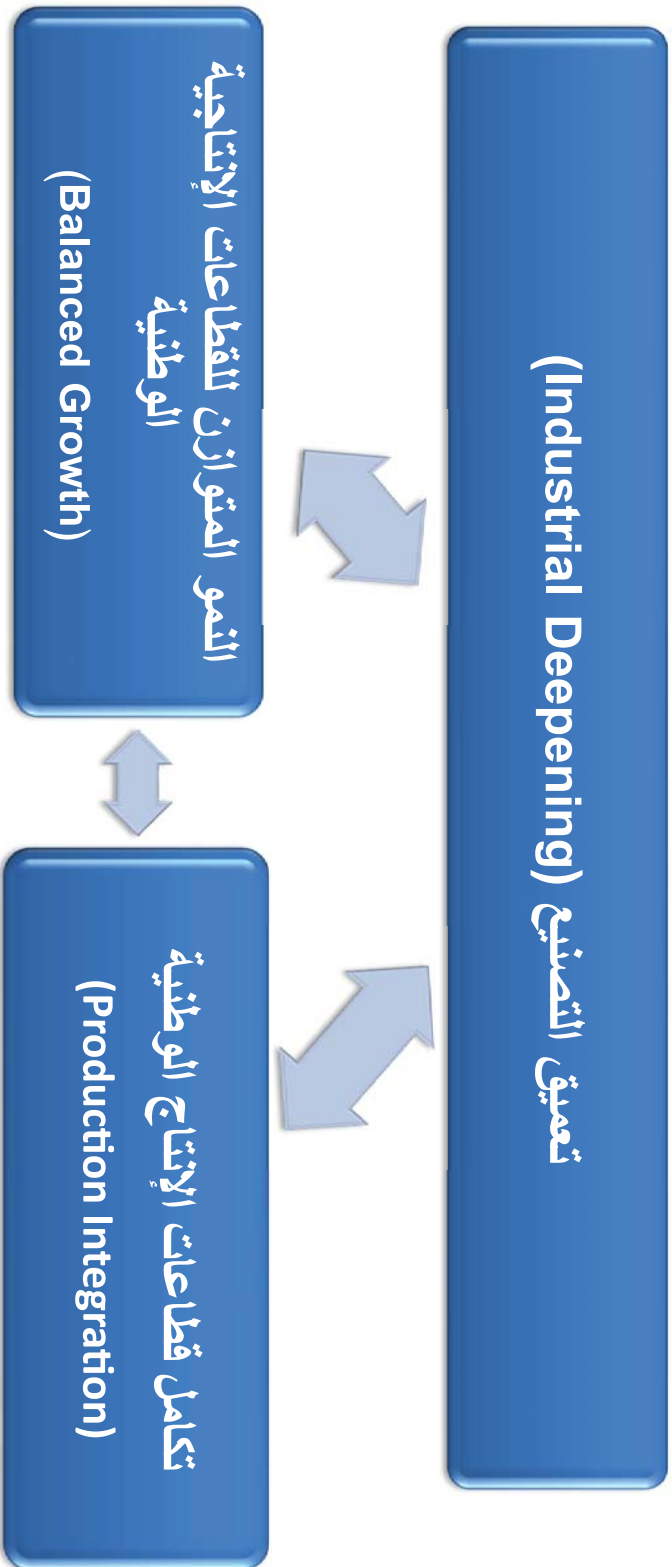 تعميق التصنيع (Industrial Deepening)
النمو المتوازن للقطاعات الإنتاجية
الوطنية
(Balanced Growth)
تكامل قطاعات الإنتاج الوطنية
(Production Integration)